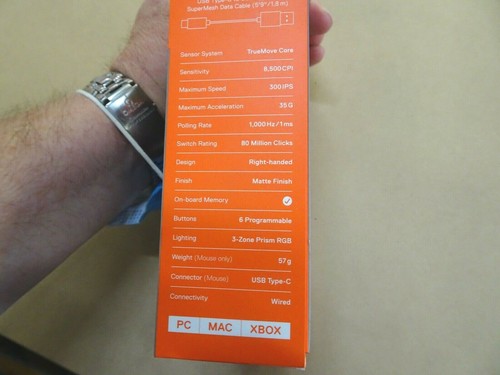 SuperMesh Data Cable (5'9"/1.8 m)
Sensor System TrueMove Core
Sensitivity 8,500 CPI
Maximum Speed 300 IPS
Maximum Acceleration 35 G
Polling Rate 1,000 Hz / 1 ms
Switch Rating 80 Million Clicks
Design Right-handed
Finish Matte Finish
On-board Memory
Buttons 6 Programmable
Lighting 3-Zone Prism RGB
Weight (Mouse only) 57 g
Connector (Mouse) USB Type-C
Connectivity Wired
PC MAC XBOX